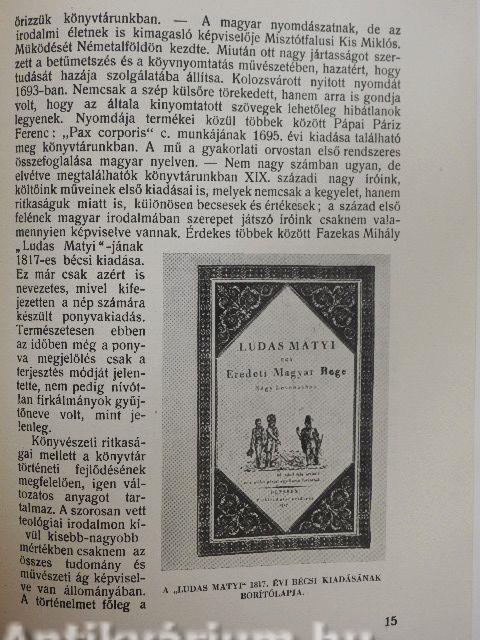 őrizzük könyvtárunkban. — A magyar nyomdászatnak, de az
irodalmi életnek is kimagasló képviselője Misztótfalusi Kis Miklós.
Működését Németalföldön kezdte. Miután ott nagy jártasságot szer-
zett a betűmetszés és a köyvnyomtatás művészetében, hazatért, hogy
tudását hazája szolgálatába állítsa. Kolozsvárott nyitott nyomdát
1693-ban. Nemcsak a szép külsőre törekedett, hanem arra is gondja
volt, hogy az általa kinyomtatott szövegek lehetőleg hibátlanok
legyenek. Nyomdája termékei közül többek között Pápai Páriz
Ferenc: „Pax corporis“ c. munkájának 1695. évi kiadása található
meg könyvtárunkban. A mű a gyakorlati orvostan első rendszeres
összefoglalása magyar nyelven. — Nem nagy számban ugyan, de
elvétve megtalálhatók könyvtárunkban XIX. századi nagy íróink,
költőink műveinek első kiadásai is, melyek nemcsak a kegyelet, hanem
ritkaságuk miatt is, különösen becsesek és értékesek; a század első
felének magyar irodalmában szerepet játszó íróink csaknem vala-
mennyien képviselve vannak. Érdekes többek között Fazekas Mihály
„Ludas Matyi“-jának
1817-es bécsi kiadása.
Ez már csak azért is
nevezetes, mivel kife-
jezetten a nép számára
készült ponyvakiadás.
Természetesen ebben
az időben még a pony-
va megjelölés csak a
terjesztés módját jelen-
tette, nem pedig nívót-
lan firkálmányok gyüj-
tőneve volt, mint je-
lenleg.
Könyvészeti ritkasá-
gai mellett a könyvtár
történeti fejlődésének
megfelelően, igen vál-
tozatos anyagot tar-
talmaz. A szorosan vett
teológiai irodalmon kí-
vül kisebb-nagyobb
mértékben csaknem az
összes tudomány és
művészeti ág képvisel-
ve van állományában.
A történelmet főleg a
LUDAS MATYI
Eredeti Magyar Rege
A „LUDAS MATYI“ 1817. ÉVI BÉCSI KIADÁSÁNAK
BORÍTÓLAPJA.
15